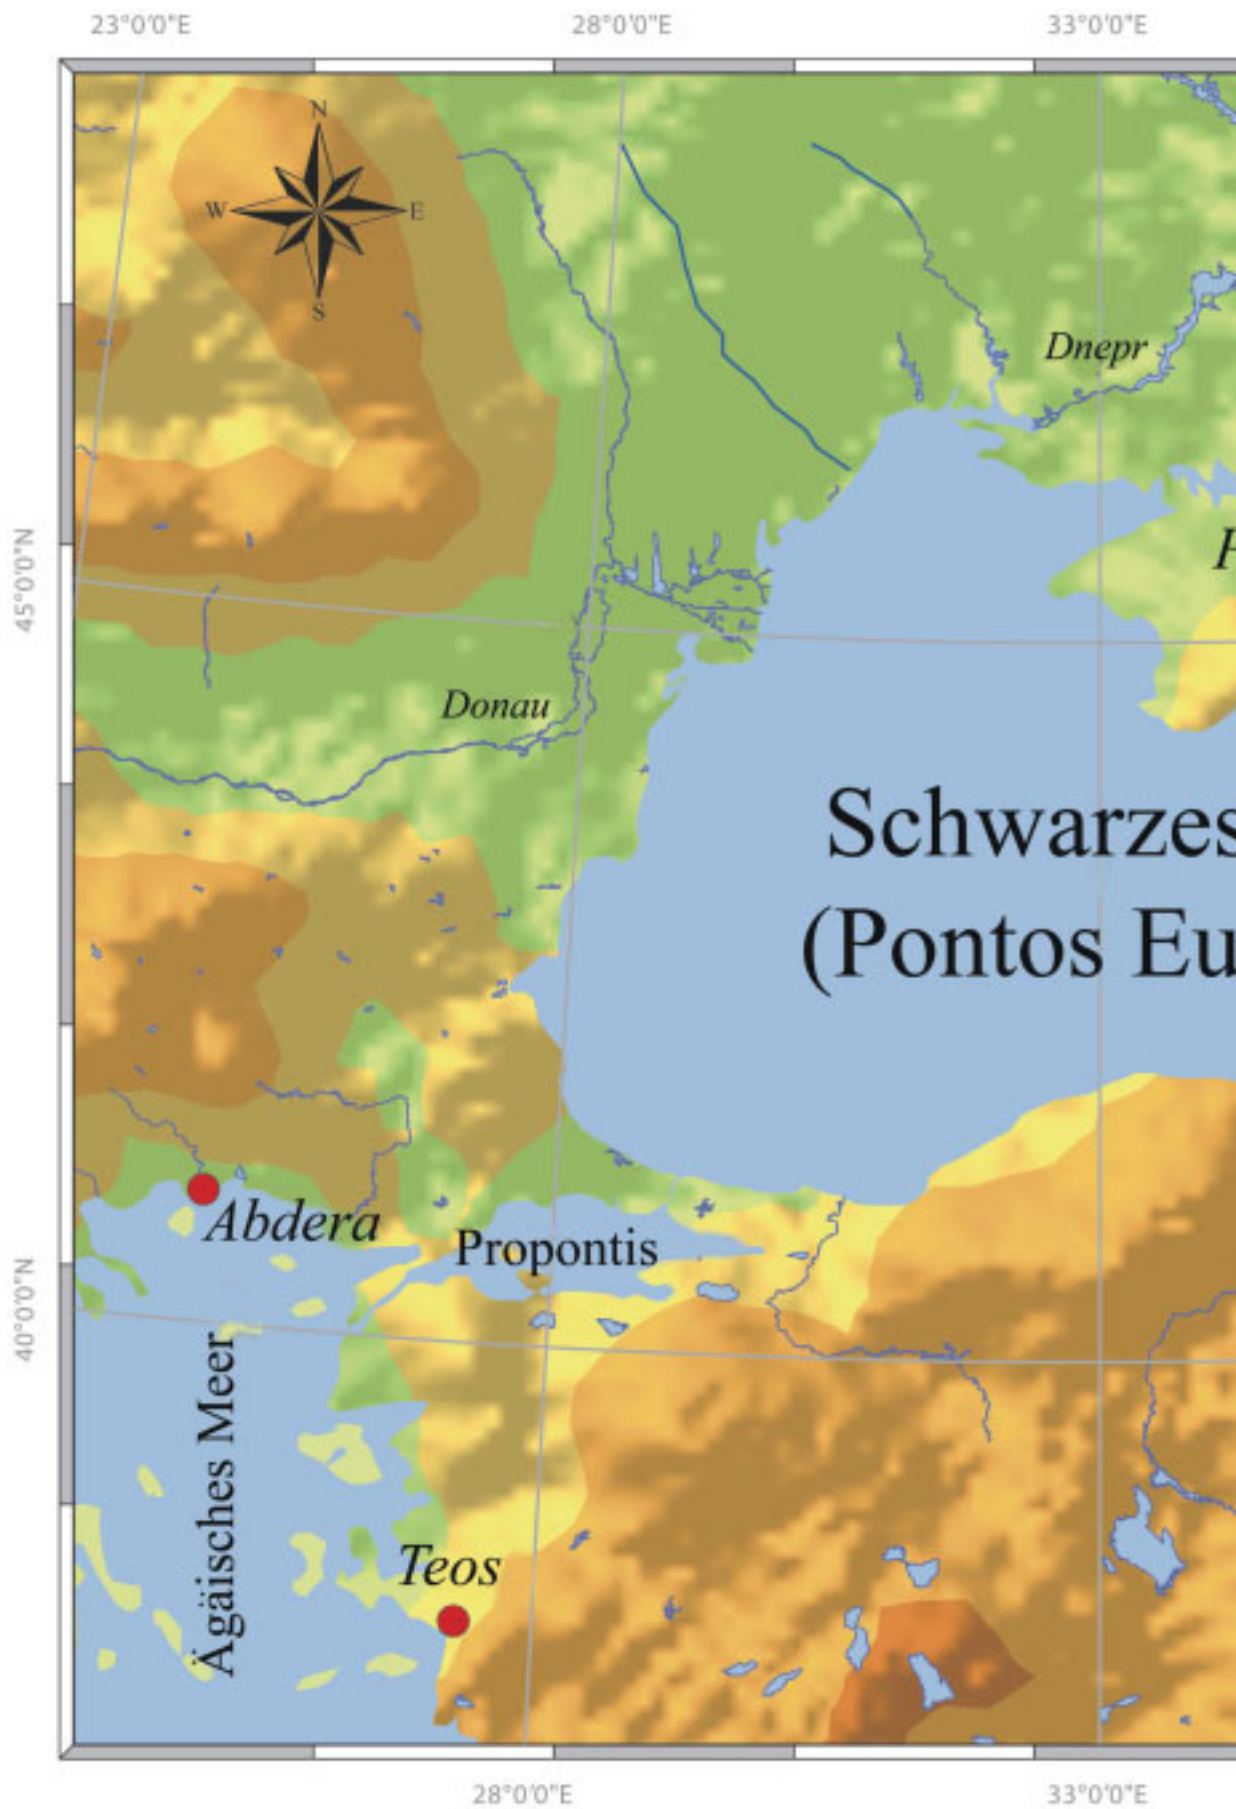 23°0'0"E 28°0'0"E 33°0'0"E
N
W E
S
Dnepr
45°0'0"N
Donau
Schwarzes
(Pontos Eu
Abdera
Propontis
40°0'0"N
Ägäisches Meer
Teos
28°0'0"E 33°0'0"E